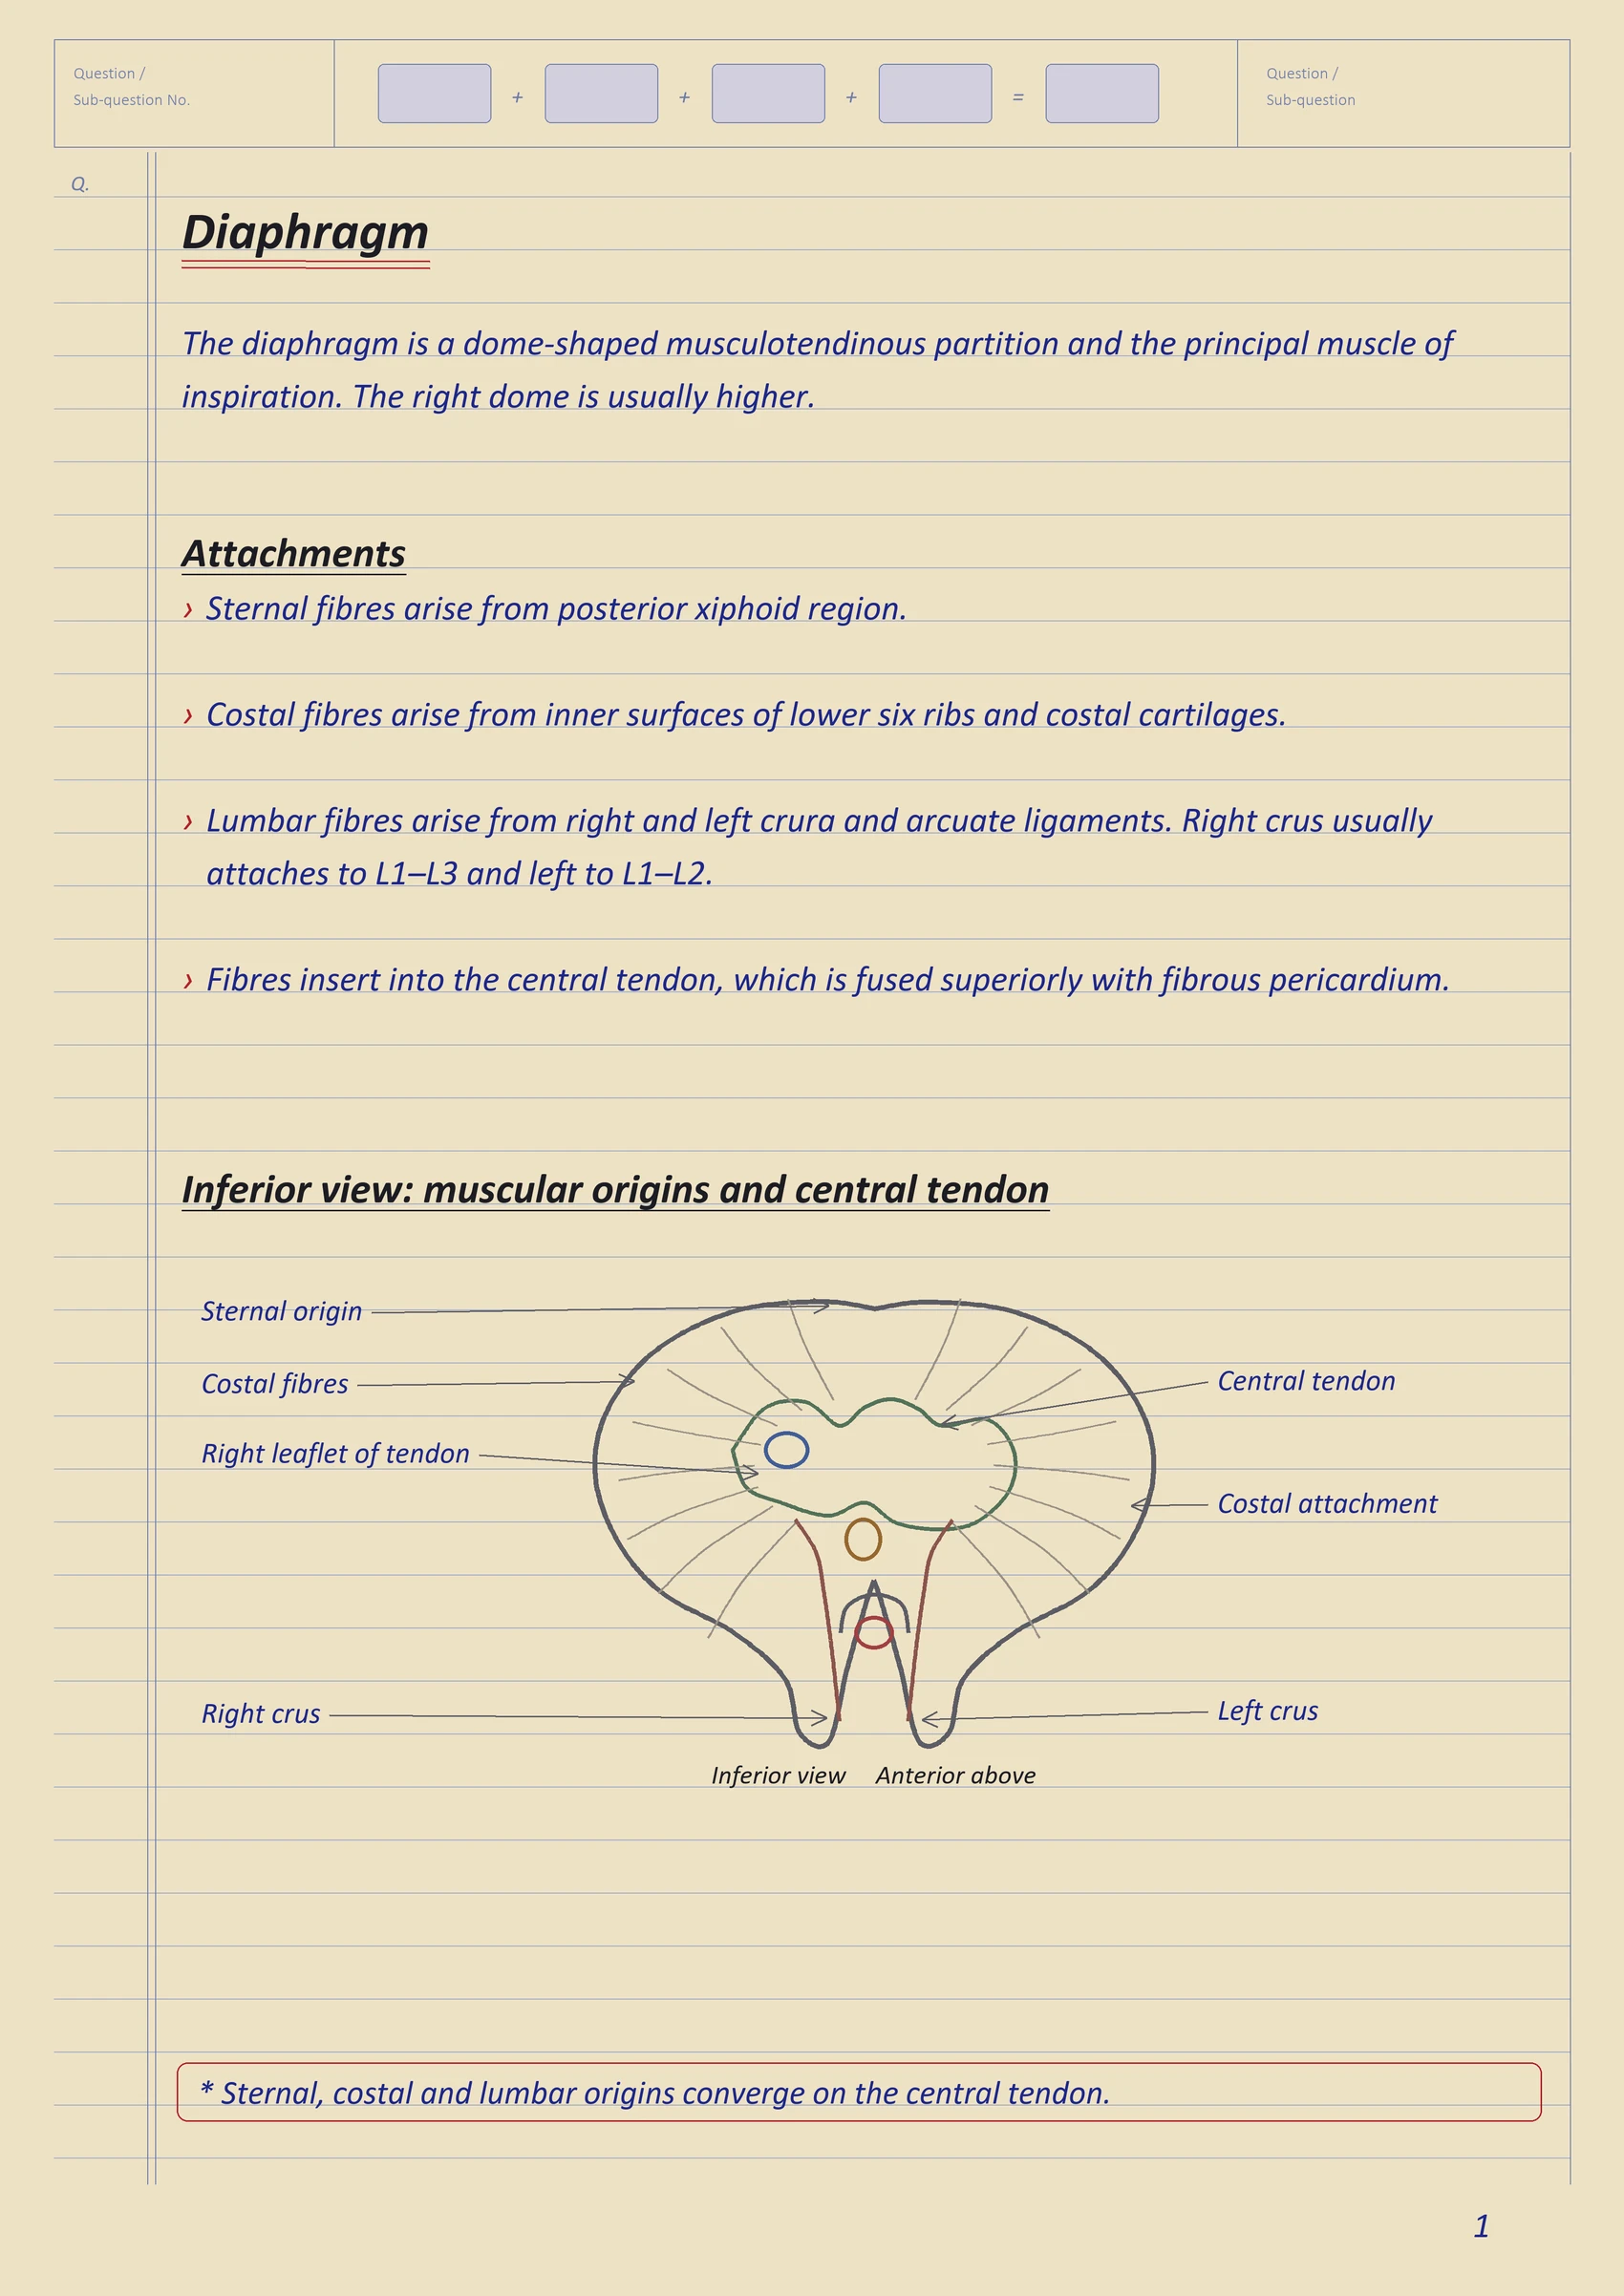 Question /
Sub-question No.
+ + + =
Question /
Sub-question
Q.
Diaphragm
The diaphragm is a dome-shaped musculotendinous partition and the principal muscle of
inspiration. The right dome is usually higher.
Attachments
› Sternal fibres arise from posterior xiphoid region.
› Costal fibres arise from inner surfaces of lower six ribs and costal cartilages.
› Lumbar fibres arise from right and left crura and arcuate ligaments. Right crus usually
attaches to L1–L3 and left to L1–L2.
› Fibres insert into the central tendon, which is fused superiorly with fibrous pericardium.
Inferior view: muscular origins and central tendon
Sternal origin
Costal fibres
Central tendon
Right leaflet of tendon
Costal attachment
Right crus
Left crus
Inferior view Anterior above
* Sternal, costal and lumbar origins converge on the central tendon.
1